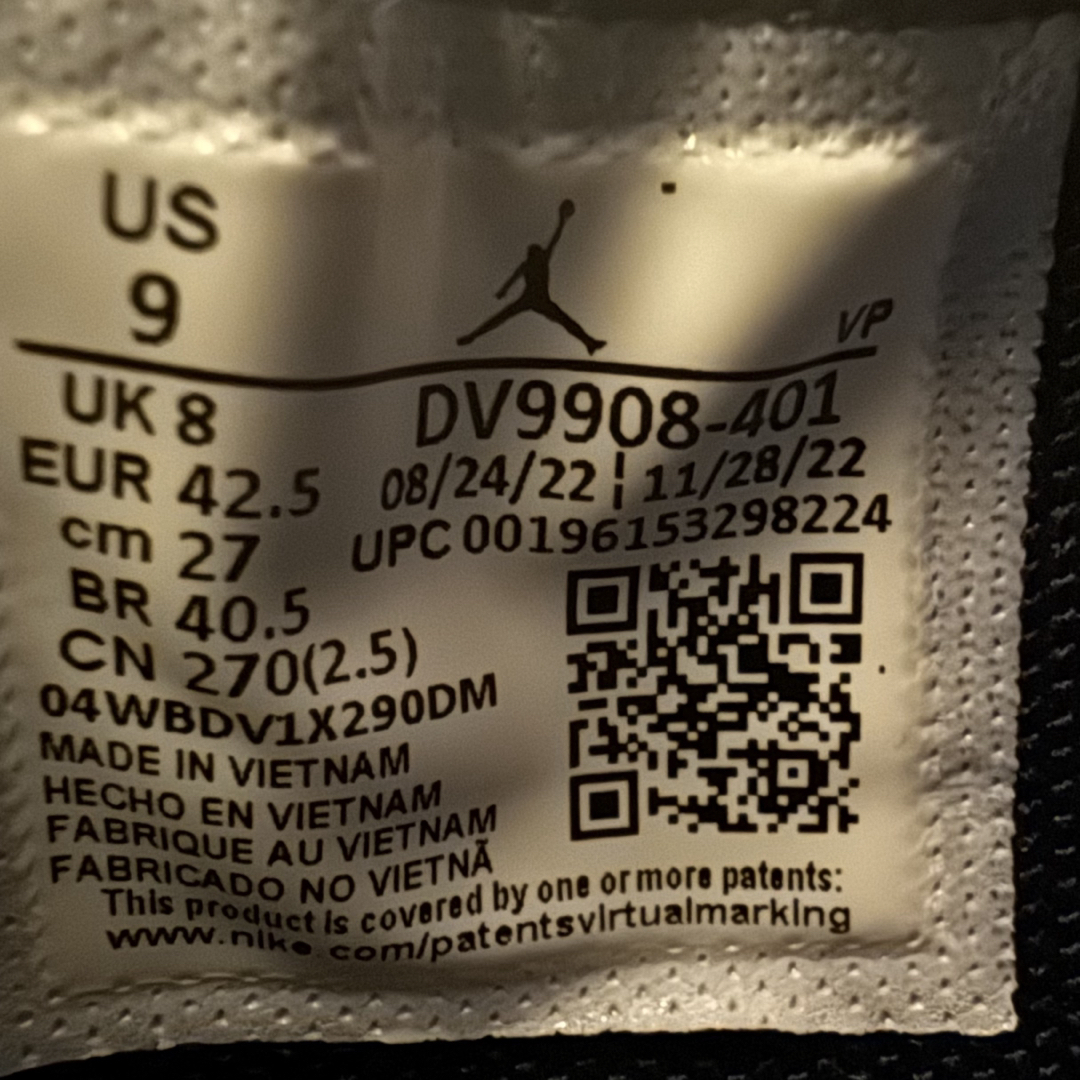 US
9
VP
UK 8
EUR 42.5
cm 27
BR 40.5
CN 270(2.5)
DV9908-401
08/24/22 ¦ 11/28/22
UPC 00196153298224
04WBDV1X290DM
MADE IN VIETNAM
HECHO EN VIETNAM
FABRIQUE AU VIETNAM
FABRICADO NO VIETNÃ
This product is covered by one or more patents:
www.nike.com/patentsvirtualmarking